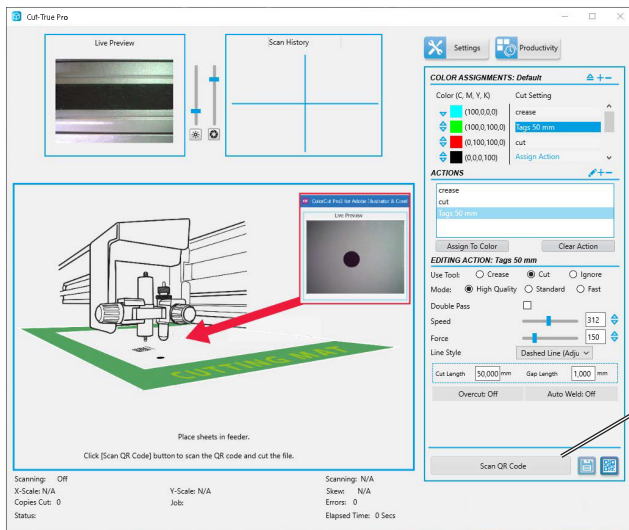 Cut-True Pro
Live Preview
Scan History
Settings
Productivity
COLOR ASSIGNMENTS: Default
Color (C, M, Y, K) Cut Setting
(100,0,0,0) crease
(100,0,100,0) Tags 50 mm
(0,100,100,0) cut
(0,0,0,100) Assign Action
ACTIONS
crease
cut
Tags 50 mm
Assign To Color Clear Action
EDITING ACTION: Tags 50 mm
Use Tool: Crease Cut Ignore
Mode: High Quality Standard Fast
Double Pass
Speed 312
Force 150
Line Style Dashed Line (Adju
Cut Length 50,000 mm Gap Length 1,000 mm
Overcut: Off Auto Weld: Off
Scan QR Code
ColorCut Pro3 for Adobe Illustrator & Corel
Live Preview
CUTTING MAT
Place sheets in feeder.
Click [Scan QR Code] button to scan the QR code and cut the file.
Scanning: Off Scanning: N/A
X-Scale: N/A Y-Scale: N/A Skew: N/A
Copies Cut: 0 Job: Errors: 0
Status: Elapsed Time: 0 Secs